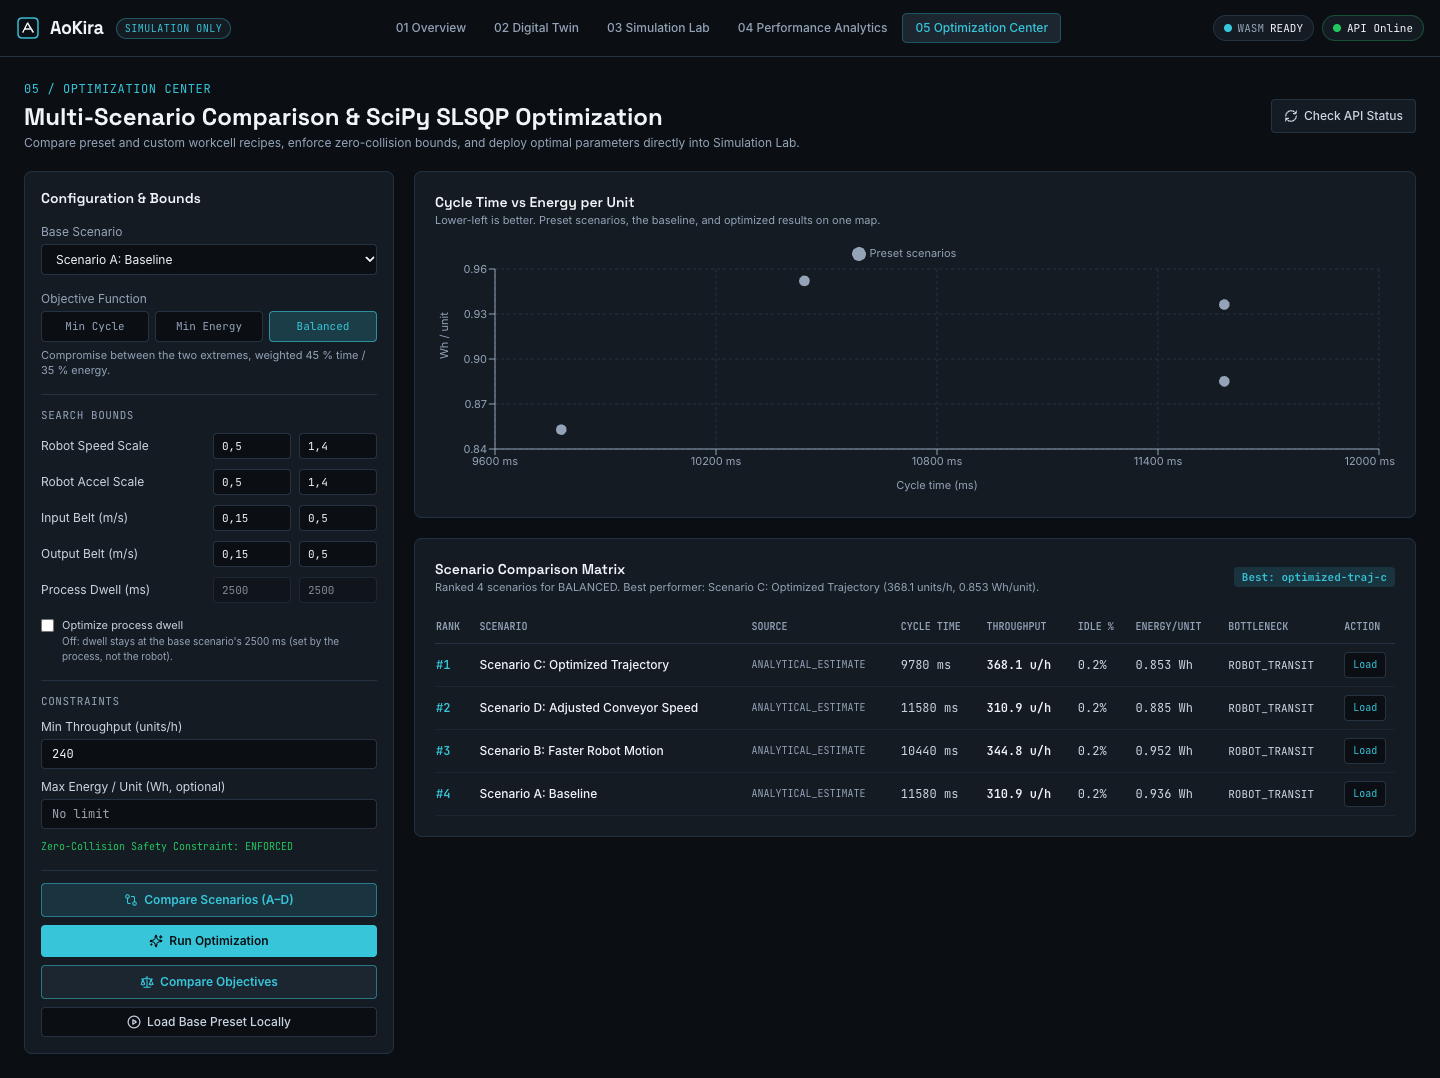 AoKira
SIMULATION ONLY
01 Overview
02 Digital Twin
03 Simulation Lab
04 Performance Analytics
05 Optimization Center
WASM READY
API Online
05 / OPTIMIZATION CENTER
Multi-Scenario Comparison & SciPy SLSQP Optimization
Compare preset and custom workcell recipes, enforce zero-collision bounds, and deploy optimal parameters directly into Simulation Lab.
Check API Status
Configuration & Bounds
Base Scenario
Scenario A: Baseline
Objective Function
Min Cycle
Min Energy
Balanced
Compromise between the two extremes, weighted 45 % time /
35 % energy.
SEARCH BOUNDS
Robot Speed Scale 0,5 1,4
Robot Accel Scale 0,5 1,4
Input Belt (m/s) 0,15 0,5
Output Belt (m/s) 0,15 0,5
Process Dwell (ms) 2500 2500
Optimize process dwell
Off: dwell stays at the base scenario's 2500 ms (set by the
process, not the robot).
CONSTRAINTS
Min Throughput (units/h)
240
Max Energy / Unit (Wh, optional)
No limit
Zero-Collision Safety Constraint: ENFORCED
Compare Scenarios (A–D)
Run Optimization
Compare Objectives
Load Base Preset Locally
Cycle Time vs Energy per Unit
Lower-left is better. Preset scenarios, the baseline, and optimized results on one map.
Preset scenarios
Wh / unit
0.96
0.93
0.90
0.87
0.84
9600 ms 10200 ms 10800 ms 11400 ms 12000 ms
Cycle time (ms)
Scenario Comparison Matrix
Ranked 4 scenarios for BALANCED. Best performer: Scenario C: Optimized Trajectory (368.1 units/h, 0.853 Wh/unit).
Best: optimized-traj-c
RANK SCENARIO SOURCE CYCLE TIME THROUGHPUT IDLE % ENERGY/UNIT BOTTLENECK ACTION
#1 Scenario C: Optimized Trajectory ANALYTICAL_ESTIMATE 9780 ms 368.1 u/h 0.2% 0.853 Wh ROBOT_TRANSIT Load
#2 Scenario D: Adjusted Conveyor Speed ANALYTICAL_ESTIMATE 11580 ms 310.9 u/h 0.2% 0.885 Wh ROBOT_TRANSIT Load
#3 Scenario B: Faster Robot Motion ANALYTICAL_ESTIMATE 10440 ms 344.8 u/h 0.2% 0.952 Wh ROBOT_TRANSIT Load
#4 Scenario A: Baseline ANALYTICAL_ESTIMATE 11580 ms 310.9 u/h 0.2% 0.936 Wh ROBOT_TRANSIT Load